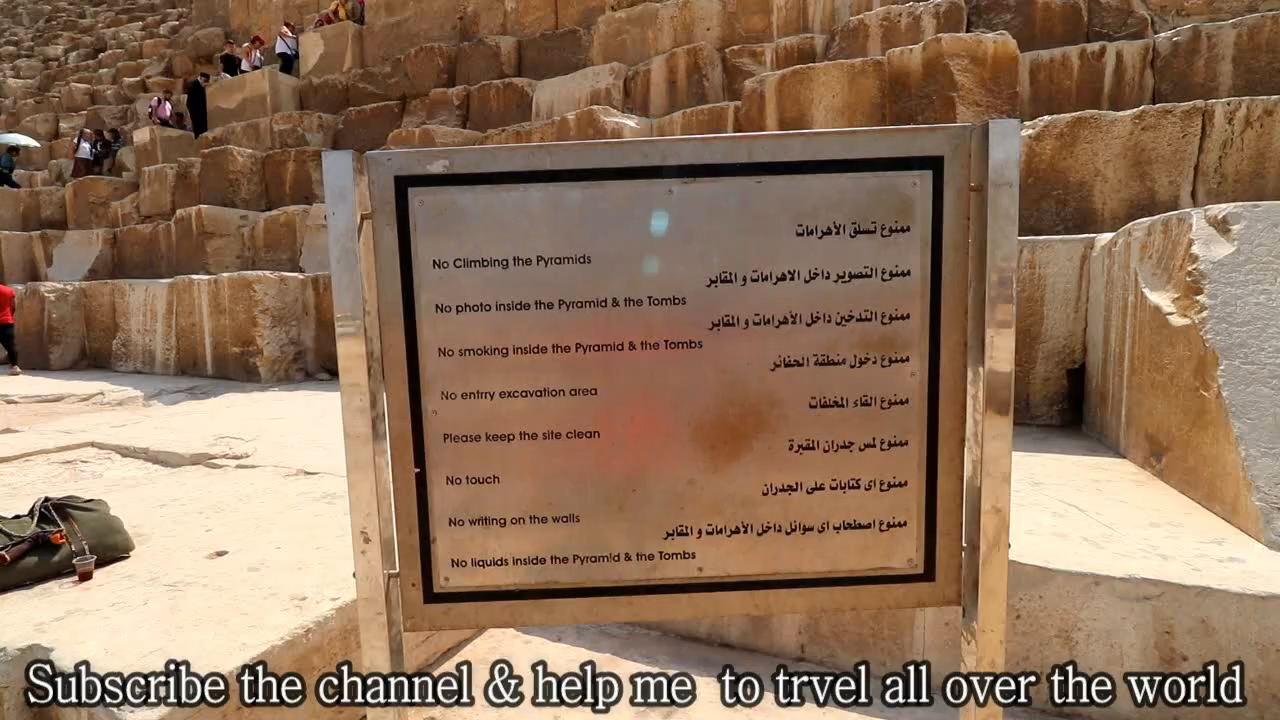 ممنوع تسلق الأهرامات
No Climbing the Pyramids
ممنوع التصوير داخل الاهرامات و المقابر
No photo inside the Pyramid & the Tombs
ممنوع التدخين داخل الأهرامات و المقابر
No smoking inside the Pyramid & the Tombs
ممنوع دخول منطقة الحفائر
No entrry excavation area
ممنوع القاء المخلفات
Please keep the site clean
ممنوع لمس جدران المقبرة
No touch
ممنوع اى كتابات على الجدران
No writing on the walls
ممنوع اصطحاب اى سوائل داخل الأهرامات و المقابر
No liquids inside the Pyramid & the Tombs
Subscribe the channel & help me to trvel all over the world